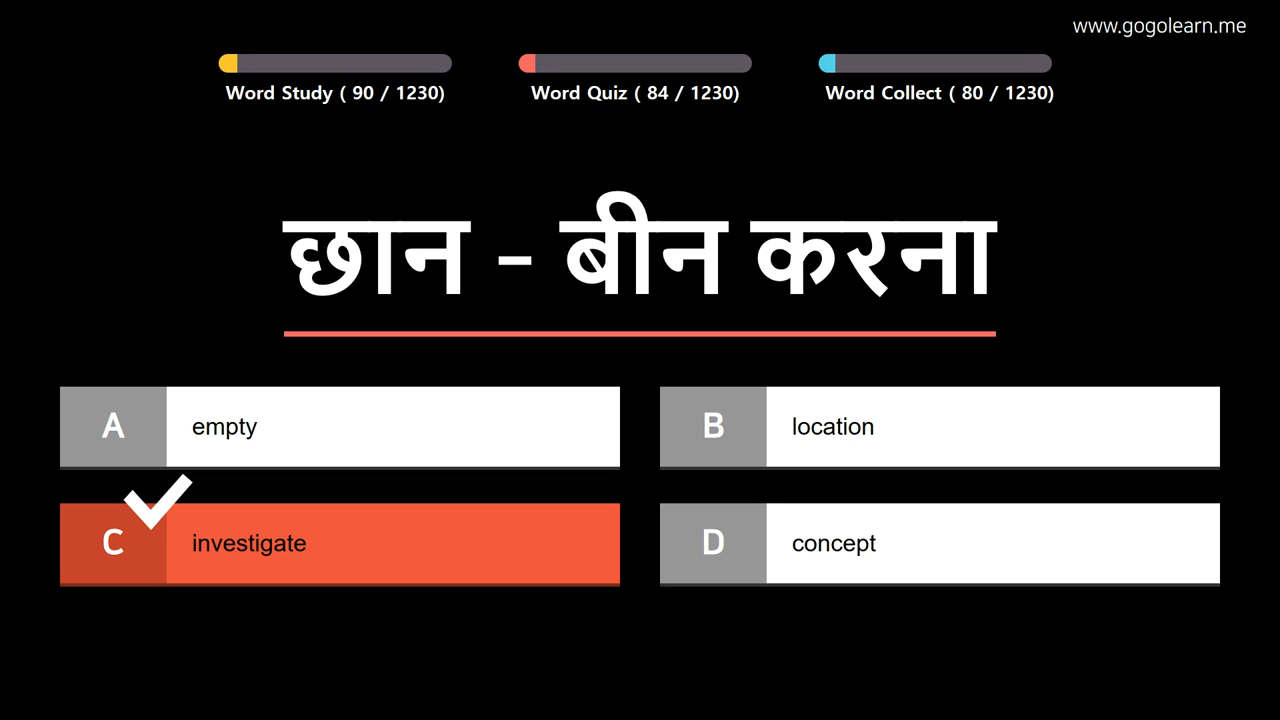 www.gogolearn.me
Word Study ( 90 / 1230)
Word Quiz ( 84 / 1230)
Word Collect ( 80 / 1230)
छान - बीन करना
A empty
B location
C investigate
D concept